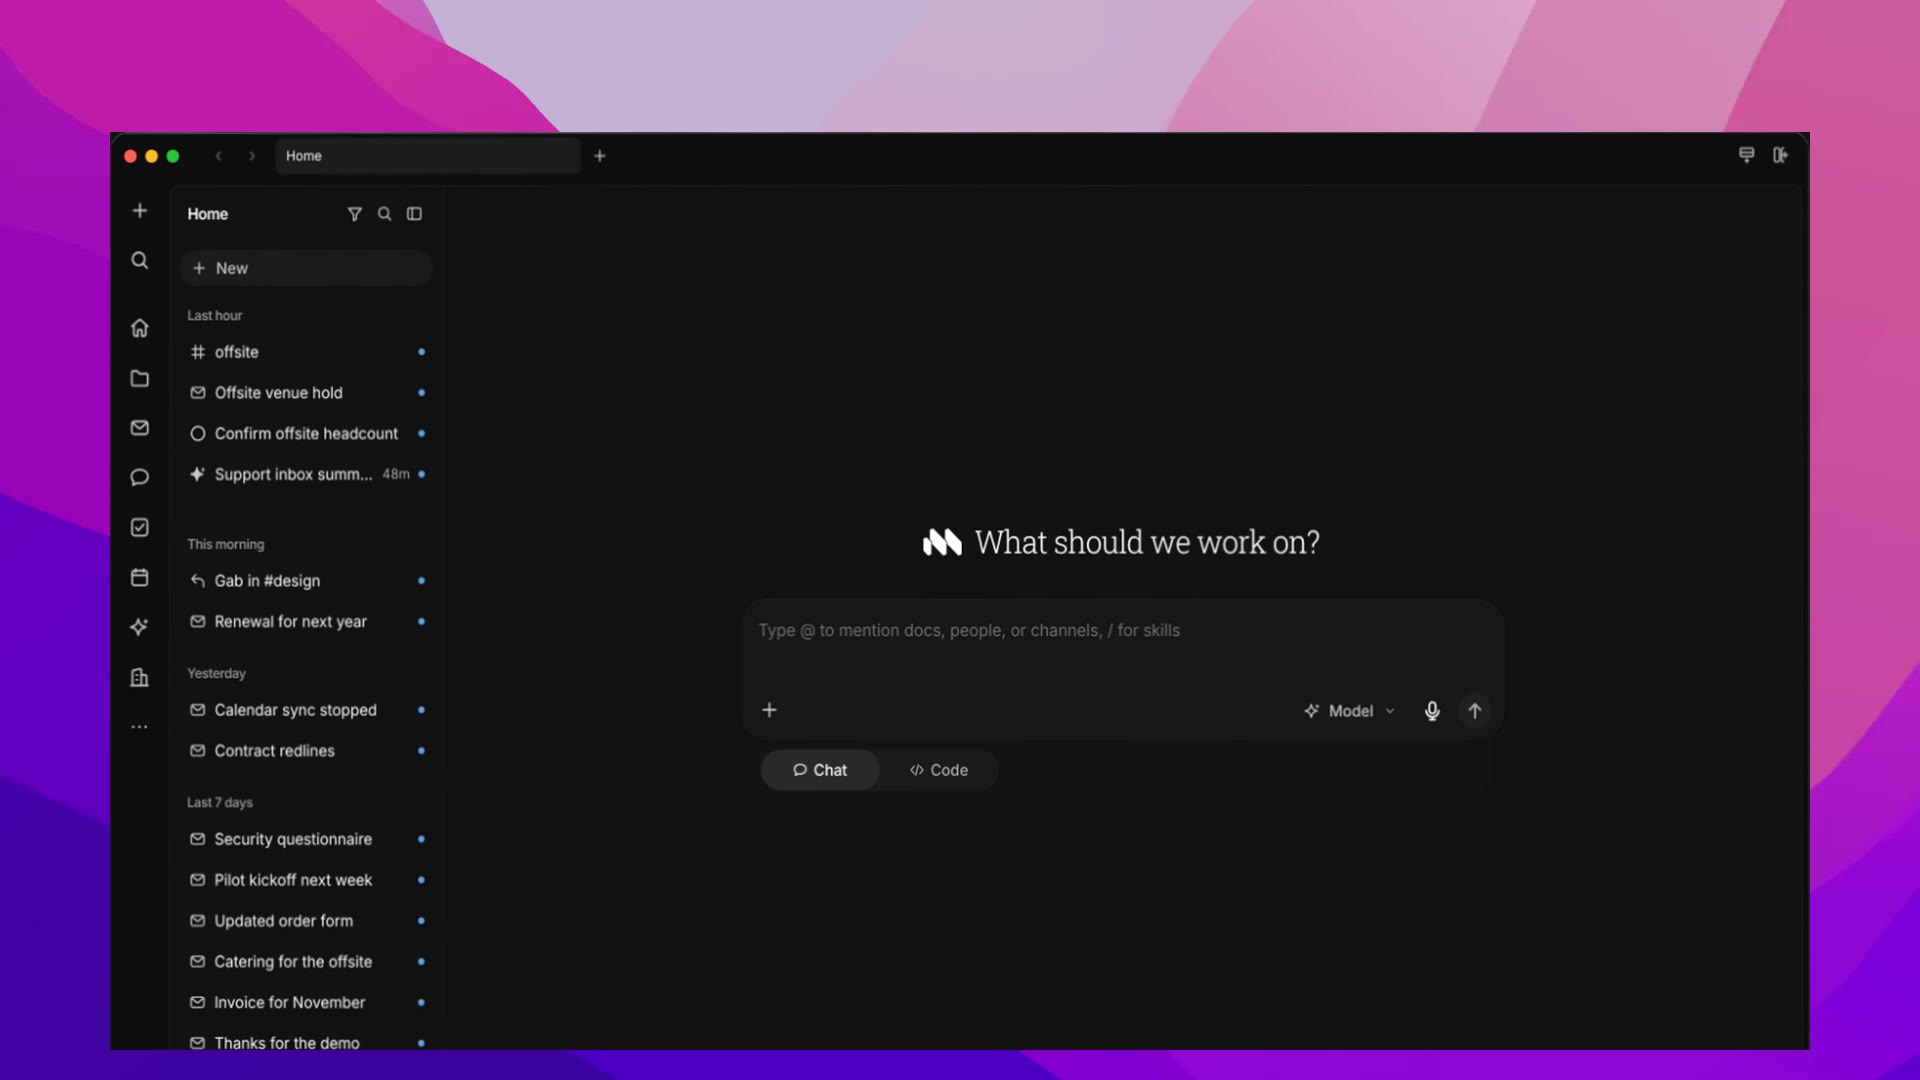 Home
Home
New
Last hour
offsite
Offsite venue hold
Confirm offsite headcount
Support inbox summ... 48m
This morning
Gab in #design
Renewal for next year
Yesterday
Calendar sync stopped
Contract redlines
Last 7 days
Security questionnaire
Pilot kickoff next week
Updated order form
Catering for the offsite
Invoice for November
Thanks for the demo
What should we work on?
Type @ to mention docs, people, or channels, / for skills
Model
Chat
Code